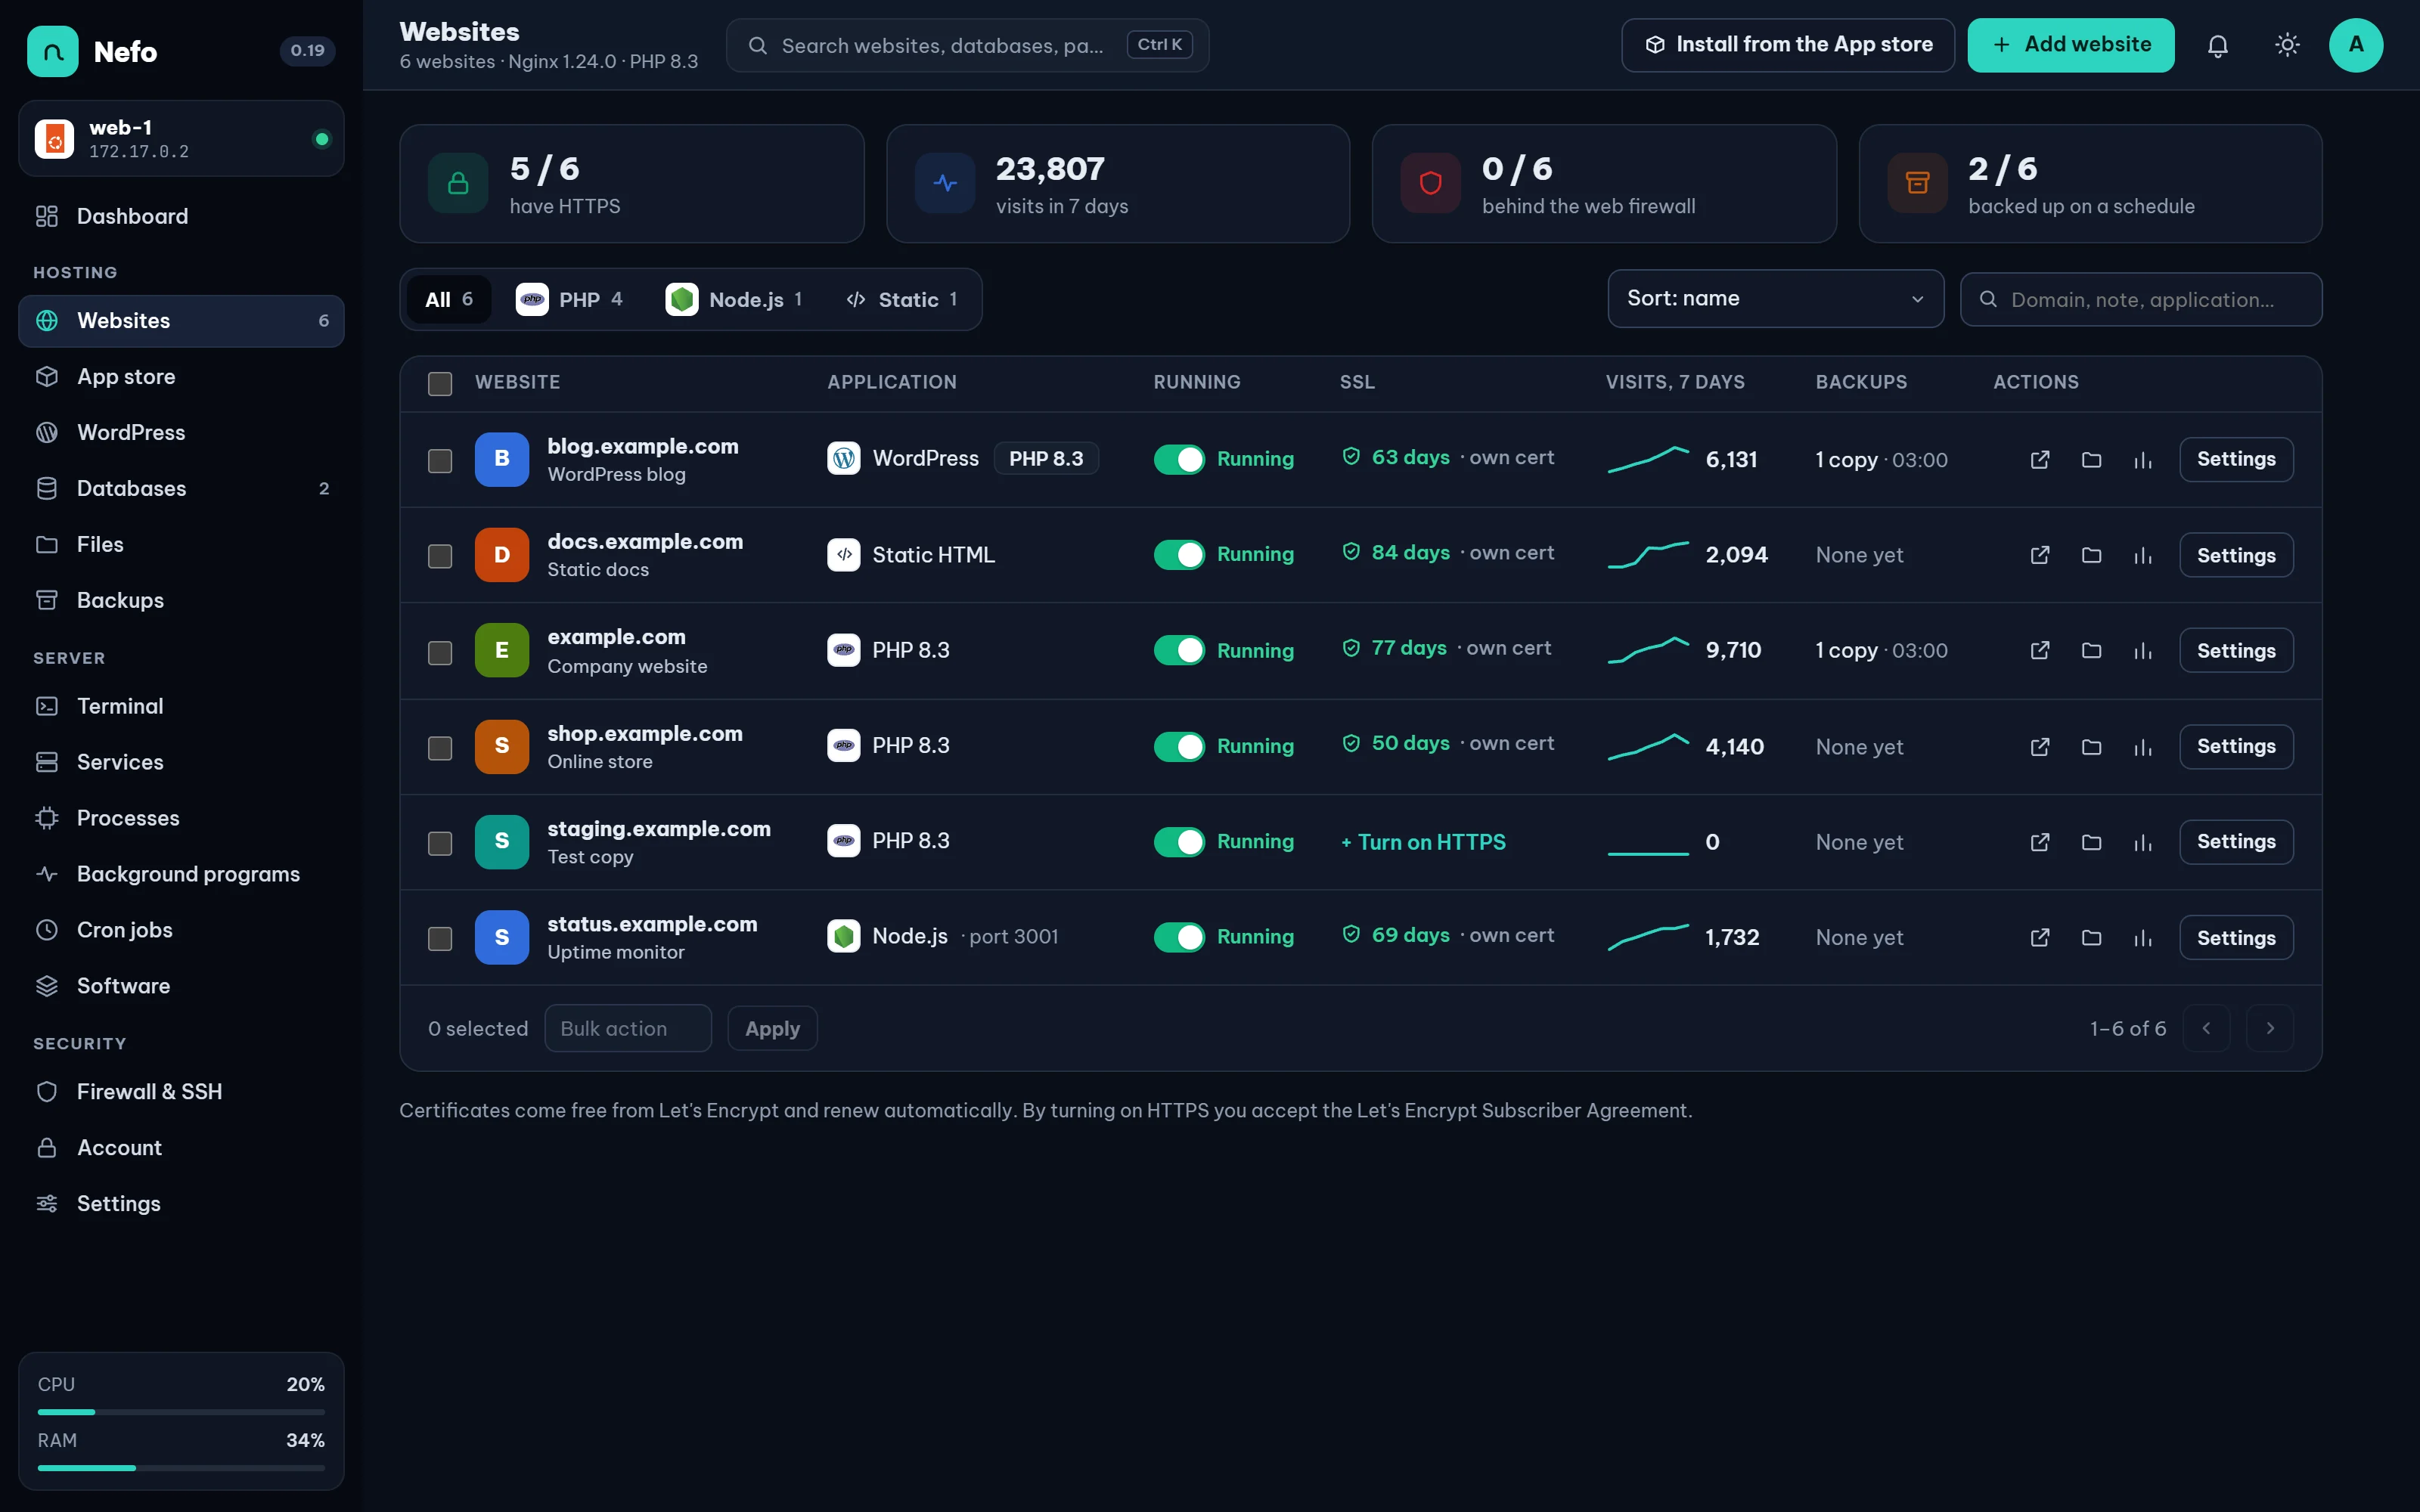 Nefo
0.19
web-1
172.17.0.2
Dashboard
HOSTING
Websites 6
App store
WordPress
Databases 2
Files
Backups
SERVER
Terminal
Services
Processes
Background programs
Cron jobs
Software
SECURITY
Firewall & SSH
Account
Settings
CPU 20%
RAM 34%
Websites
6 websites · Nginx 1.24.0 · PHP 8.3
Search websites, databases, pa... Ctrl K
Install from the App store
+ Add website
A
5 / 6
have HTTPS
23,807
visits in 7 days
0 / 6
behind the web firewall
2 / 6
backed up on a schedule
All 6 php PHP 4 Node.js 1 </> Static 1
Sort: name
Domain, note, application...
WEBSITE APPLICATION RUNNING SSL VISITS, 7 DAYS BACKUPS ACTIONS
B blog.example.com WordPress PHP 8.3 Running 63 days · own cert 6,131 1 copy · 03:00 Settings
WordPress blog
D docs.example.com </> Static HTML Running 84 days · own cert 2,094 None yet Settings
Static docs
E example.com php PHP 8.3 Running 77 days · own cert 9,710 1 copy · 03:00 Settings
Company website
S shop.example.com php PHP 8.3 Running 50 days · own cert 4,140 None yet Settings
Online store
S staging.example.com php PHP 8.3 Running + Turn on HTTPS 0 None yet Settings
Test copy
S status.example.com Node.js · port 3001 Running 69 days · own cert 1,732 None yet Settings
Uptime monitor
0 selected Bulk action Apply 1–6 of 6
Certificates come free from Let's Encrypt and renew automatically. By turning on HTTPS you accept the Let's Encrypt Subscriber Agreement.